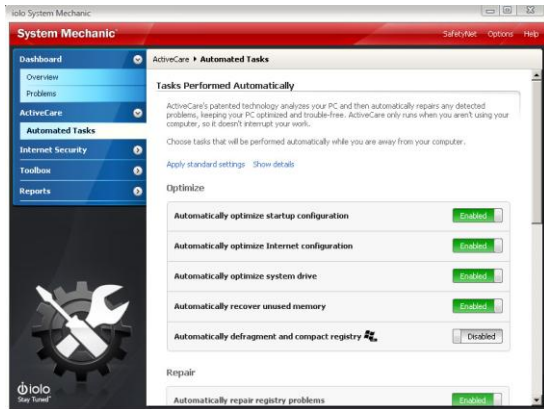 iolo System Mechanic
System Mechanic
SafetyNet Options Help
Dashboard
Overview
Problems
ActiveCare
Automated Tasks
Internet Security
Toolbox
Reports
iolo
Stay Tuned
ActiveCare Automated Tasks
Tasks Performed Automatically
ActiveCare's patented technology analyzes your PC and then automatically repairs any detected
problems, keeping your PC optimized and trouble-free. ActiveCare only runs when you aren't using your
computer, so it doesn't interrupt your work.
Choose tasks that will be performed automatically while you are away from your computer.
Apply standard settings Show details
Optimize
Automatically optimize startup configuration Enabled
Automatically optimize Internet configuration Enabled
Automatically optimize system drive Enabled
Automatically recover unused memory Enabled
Automatically defragment and compact registry Disabled
Repair
Automatically repair registry problems Enabled